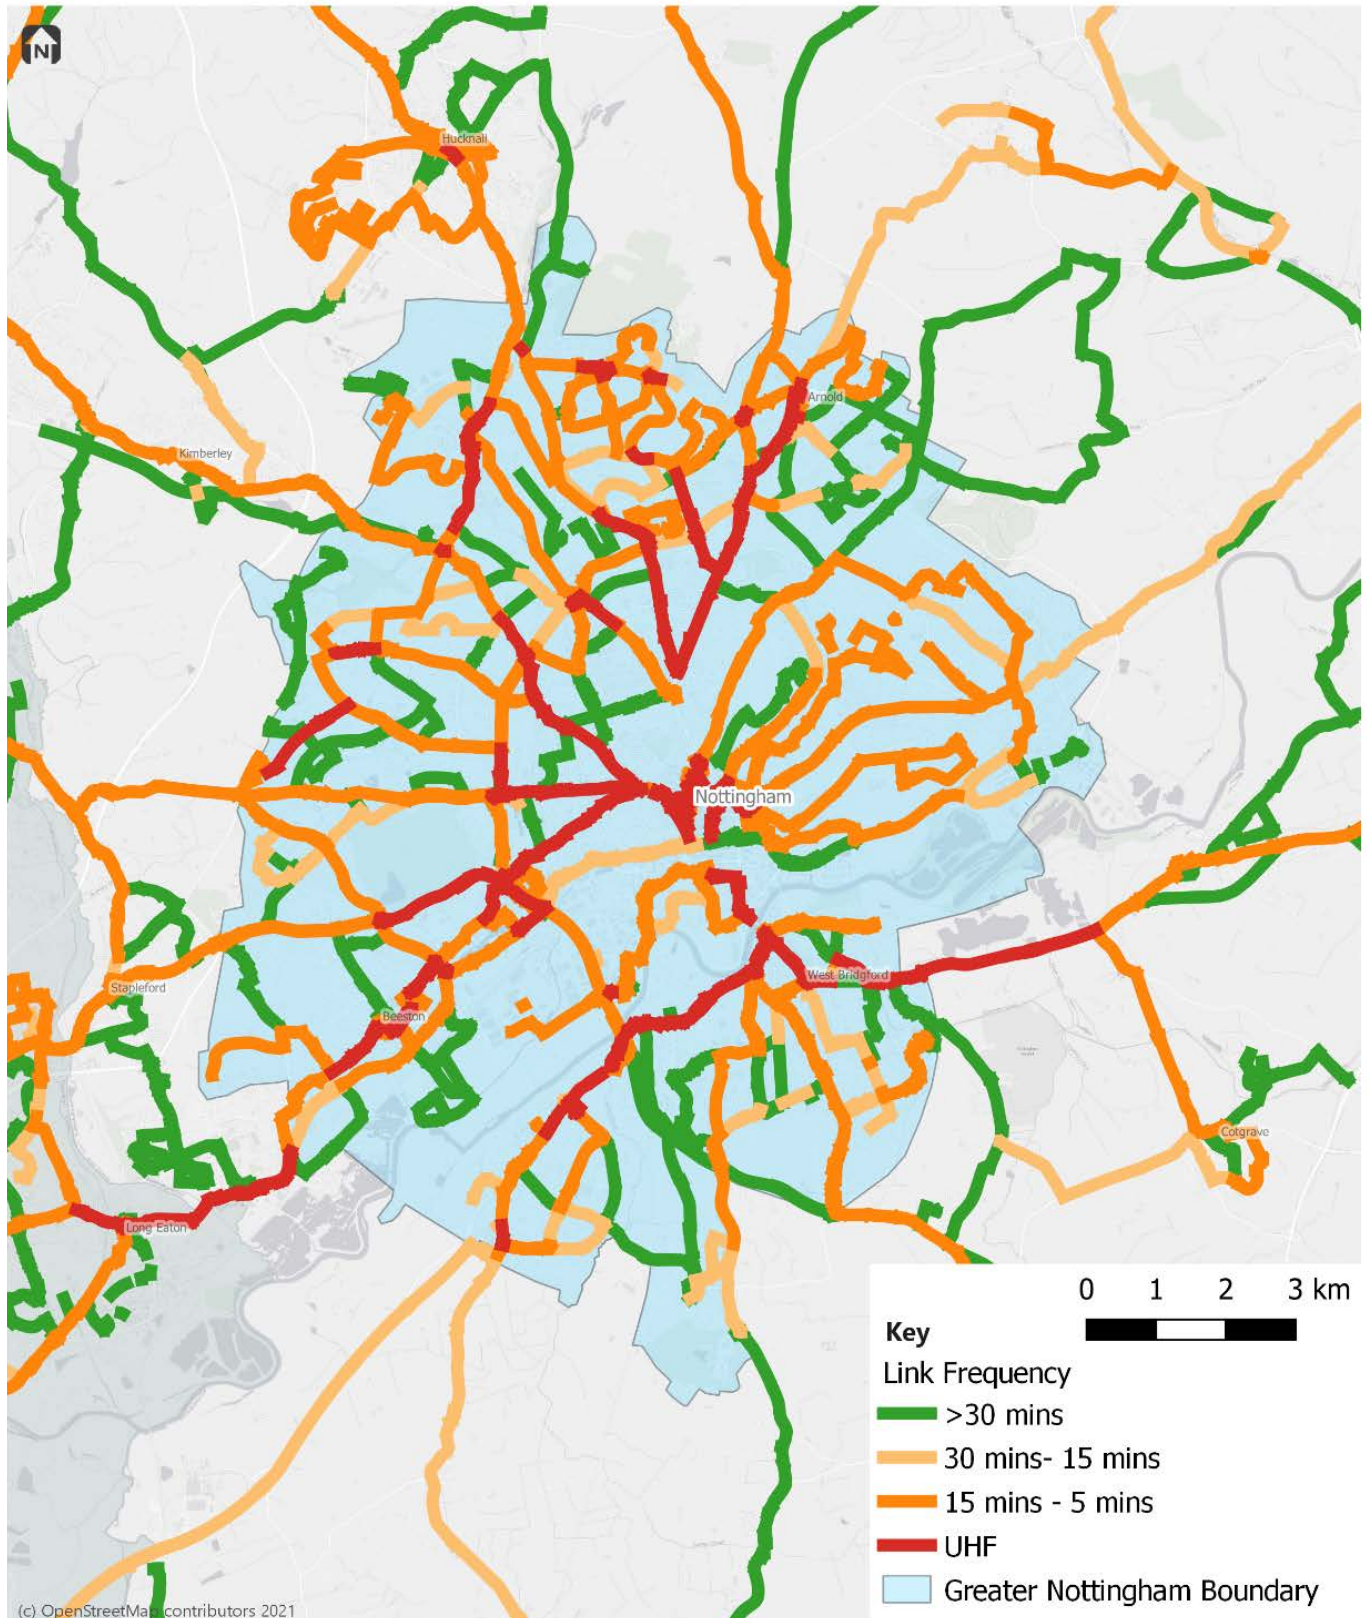 N
Hucknall
Arnold
Kimberley
Nottingham
West Bridgford
Stapleford
Beeston
Cotgrave
Long Eaton
0 1 2 3 km
Key
Link Frequency
>30 mins
30 mins- 15 mins
15 mins - 5 mins
UHF
Greater Nottingham Boundary
(c) OpenStreetMap contributors 2021